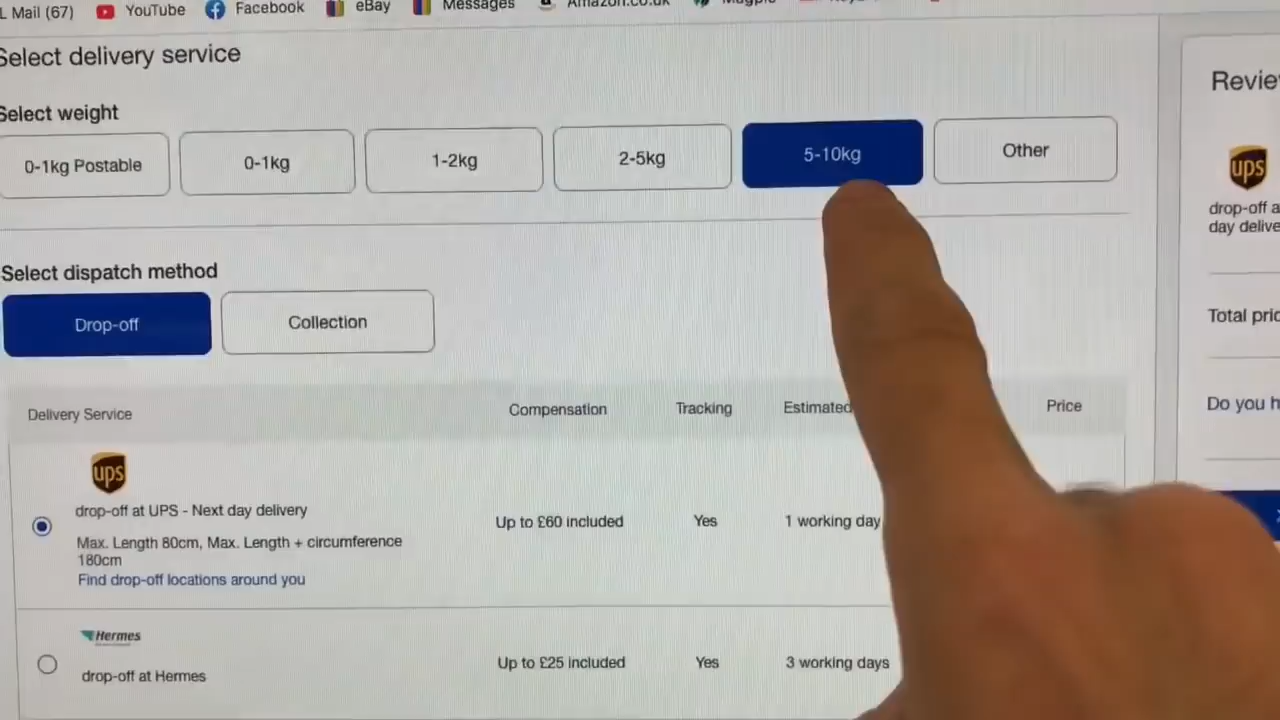 L Mail (67) YouTube Facebook eBay Messages Amazon.co.uk
Select delivery service
Select weight
0-1kg Postable 0-1kg 1-2kg 2-5kg 5-10kg Other
Select dispatch method
Drop-off Collection
Delivery Service Compensation Tracking Estimated Price
ups
drop-off at UPS - Next day delivery
Up to £60 included Yes 1 working day
Max. Length 80cm, Max. Length + circumference
180cm
Find drop-off locations around you
Hermes
drop-off at Hermes
Up to £25 included Yes 3 working days
Revie
ups
drop-off a
day delive
Total pric
Do you h